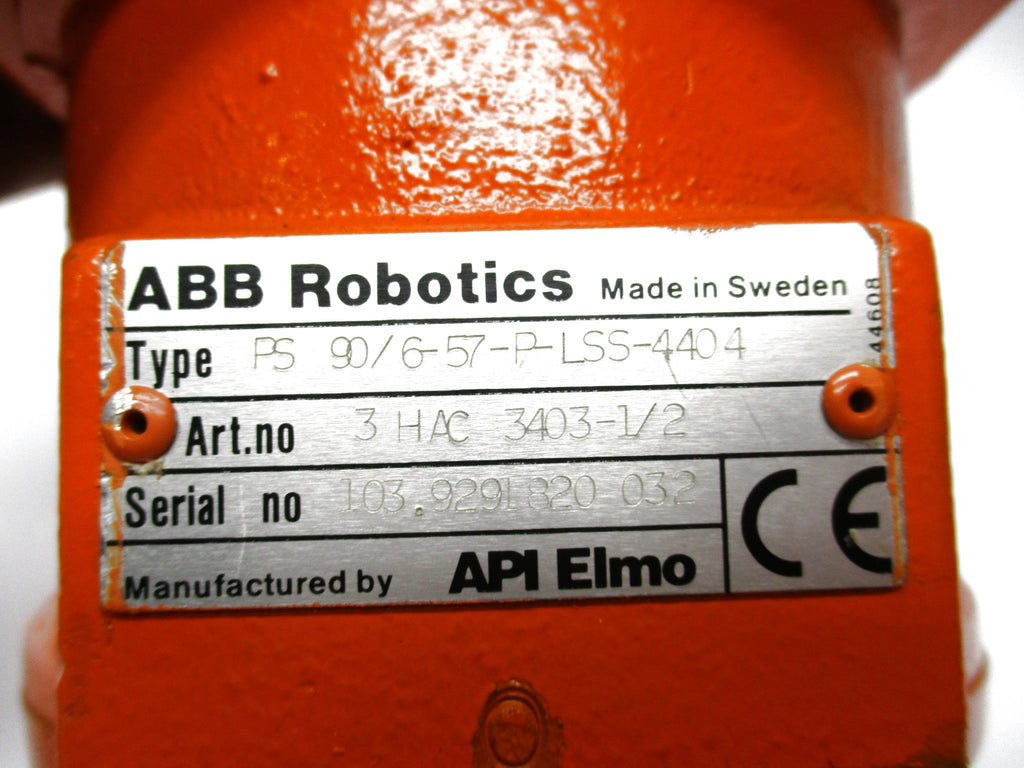 ABB Robotics Made in Sweden
44608
Type PS 90/6-57-P-LSS-4404
Art.no 3 HAC 3403-1/2
Serial no 103.9291820 032
Manufactured by API Elmo
CE